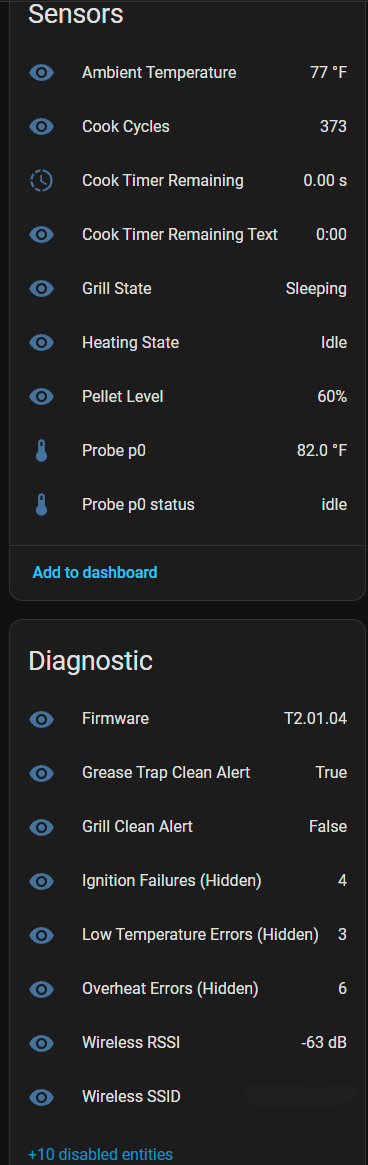 Sensors
Ambient Temperature 77 °F
Cook Cycles 373
Cook Timer Remaining 0.00 s
Cook Timer Remaining Text 0:00
Grill State Sleeping
Heating State Idle
Pellet Level 60%
Probe p0 82.0 °F
Probe p0 status idle
Add to dashboard
Diagnostic
Firmware T2.01.04
Grease Trap Clean Alert True
Grill Clean Alert False
Ignition Failures (Hidden) 4
Low Temperature Errors (Hidden) 3
Overheat Errors (Hidden) 6
Wireless RSSI -63 dB
Wireless SSID
+10 disabled entities